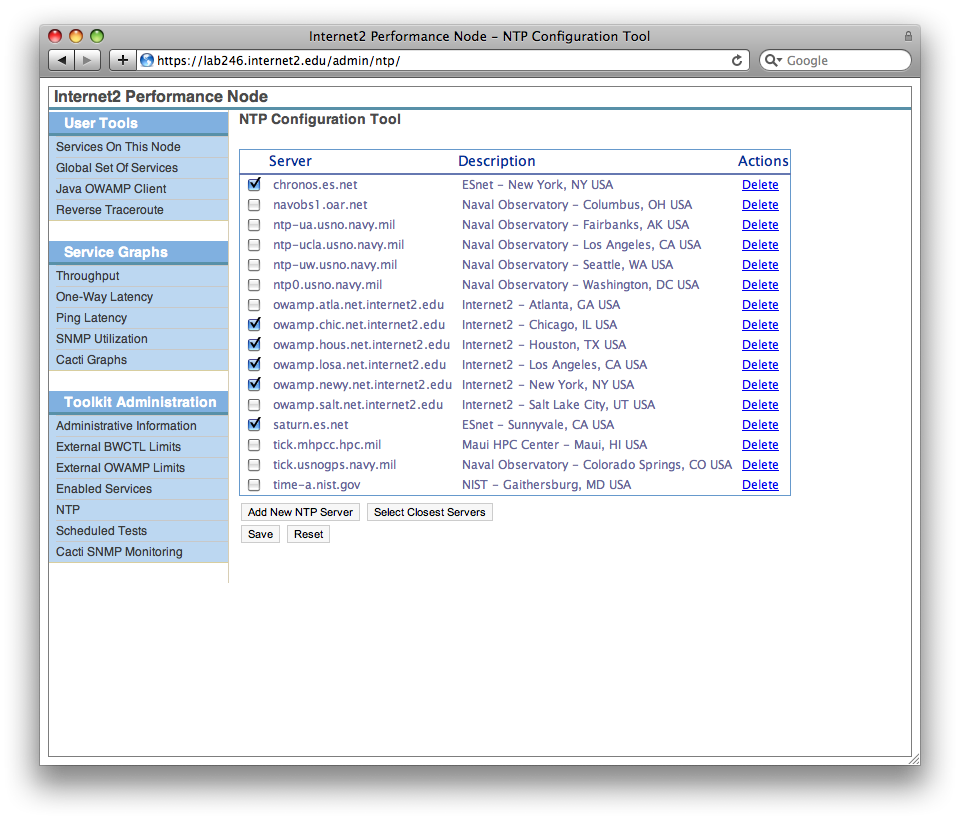 Internet2 Performance Node – NTP Configuration Tool
https://lab246.internet2.edu/admin/ntp/
Google
Internet2 Performance Node
User Tools
Services On This Node
Global Set Of Services
Java OWAMP Client
Reverse Traceroute
Service Graphs
Throughput
One-Way Latency
Ping Latency
SNMP Utilization
Cacti Graphs
Toolkit Administration
Administrative Information
External BWCTL Limits
External OWAMP Limits
Enabled Services
NTP
Scheduled Tests
Cacti SNMP Monitoring
NTP Configuration Tool
Server Description Actions
chronos.es.net ESnet – New York, NY USA Delete
navobs1.oar.net Naval Observatory – Columbus, OH USA Delete
ntp-ua.usno.navy.mil Naval Observatory – Fairbanks, AK USA Delete
ntp-ucla.usno.navy.mil Naval Observatory – Los Angeles, CA USA Delete
ntp-uw.usno.navy.mil Naval Observatory – Seattle, WA USA Delete
ntp0.usno.navy.mil Naval Observatory – Washington, DC USA Delete
owamp.atla.net.internet2.edu Internet2 – Atlanta, GA USA Delete
owamp.chic.net.internet2.edu Internet2 – Chicago, IL USA Delete
owamp.hous.net.internet2.edu Internet2 – Houston, TX USA Delete
owamp.losa.net.internet2.edu Internet2 – Los Angeles, CA USA Delete
owamp.newy.net.internet2.edu Internet2 – New York, NY USA Delete
owamp.salt.net.internet2.edu Internet2 – Salt Lake City, UT USA Delete
saturn.es.net ESnet – Sunnyvale, CA USA Delete
tick.mhpcc.hpc.mil Maui HPC Center – Maui, HI USA Delete
tick.usnogps.navy.mil Naval Observatory – Colorado Springs, CO USA Delete
time-a.nist.gov NIST – Gaithersburg, MD USA Delete
Add New NTP Server Select Closest Servers
Save Reset